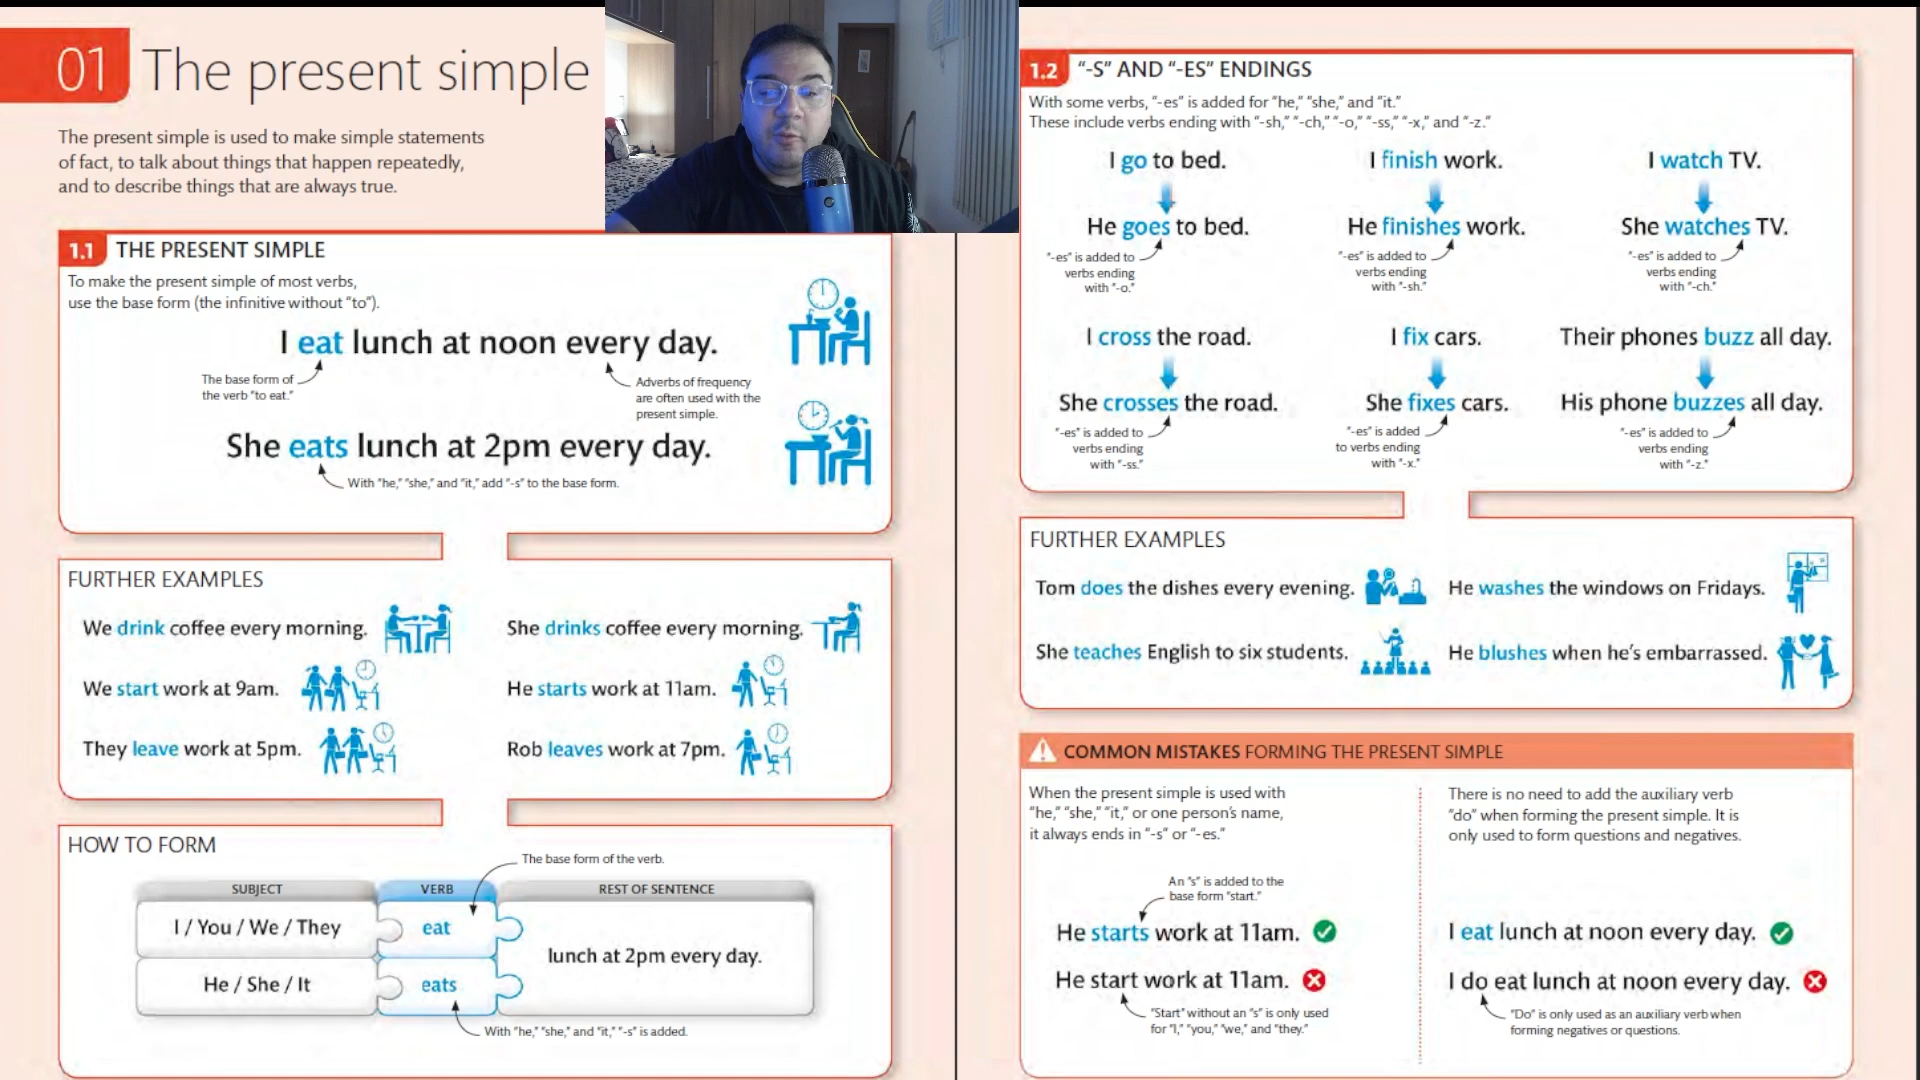 01 The present simple
The present simple is used to make simple statements
of fact, to talk about things that happen repeatedly,
and to describe things that are always true.
1.1 THE PRESENT SIMPLE
To make the present simple of most verbs,
use the base form (the infinitive without "to").
I eat lunch at noon every day.
The base form of
the verb "to eat."
Adverbs of frequency
are often used with the
present simple.
She eats lunch at 2pm every day.
With "he," "she," and "it," add "-s" to the base form.
FURTHER EXAMPLES
We drink coffee every morning.
She drinks coffee every morning.
We start work at 9am.
He starts work at 11am.
They leave work at 5pm.
Rob leaves work at 7pm.
HOW TO FORM
The base form of the verb.
SUBJECT VERB REST OF SENTENCE
I / You / We / They eat
lunch at 2pm every day.
He / She / It eats
With "he," "she," and "it," "-s" is added.
1.2 "-S" AND "-ES" ENDINGS
With some verbs, "-es" is added for "he," "she," and "it."
These include verbs ending with "-sh," "-ch," "-o," "-ss," "-x," and "-z."
I go to bed.
He goes to bed.
"-es" is added to
verbs ending
with "-o."
I finish work.
He finishes work.
"-es" is added to
verbs ending
with "-sh."
I watch TV.
She watches TV.
"-es" is added to
verbs ending
with "-ch."
I cross the road.
She crosses the road.
"-es" is added to
verbs ending
with "-ss."
I fix cars.
She fixes cars.
"-es" is added
to verbs ending
with "-x."
Their phones buzz all day.
His phone buzzes all day.
"-es" is added to
verbs ending
with "-z."
FURTHER EXAMPLES
Tom does the dishes every evening.
He washes the windows on Fridays.
She teaches English to six students.
He blushes when he's embarrassed.
COMMON MISTAKES FORMING THE PRESENT SIMPLE
When the present simple is used with
"he," "she," "it," or one person's name,
it always ends in "-s" or "-es."
An "s" is added to the
base form "start."
He starts work at 11am.
He start work at 11am.
"Start" without an "s" is only used
for "I," "you," "we," and "they."
There is no need to add the auxiliary verb
"do" when forming the present simple. It is
only used to form questions and negatives.
I eat lunch at noon every day.
I do eat lunch at noon every day.
"Do" is only used as an auxiliary verb when
forming negatives or questions.